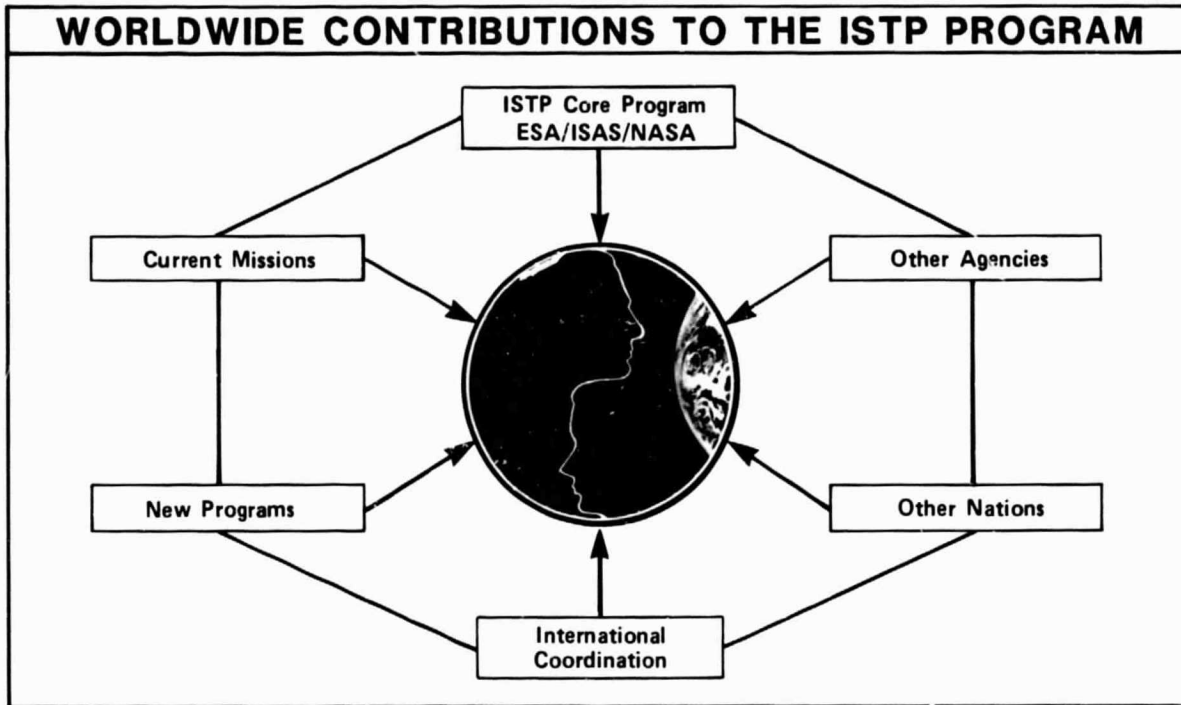 WORLDWIDE CONTRIBUTIONS TO THE ISTP PROGRAM
ISTP Core Program
ESA/ISAS/NASA
Current Missions
Other Agencies
New Programs
Other Nations
International
Coordination